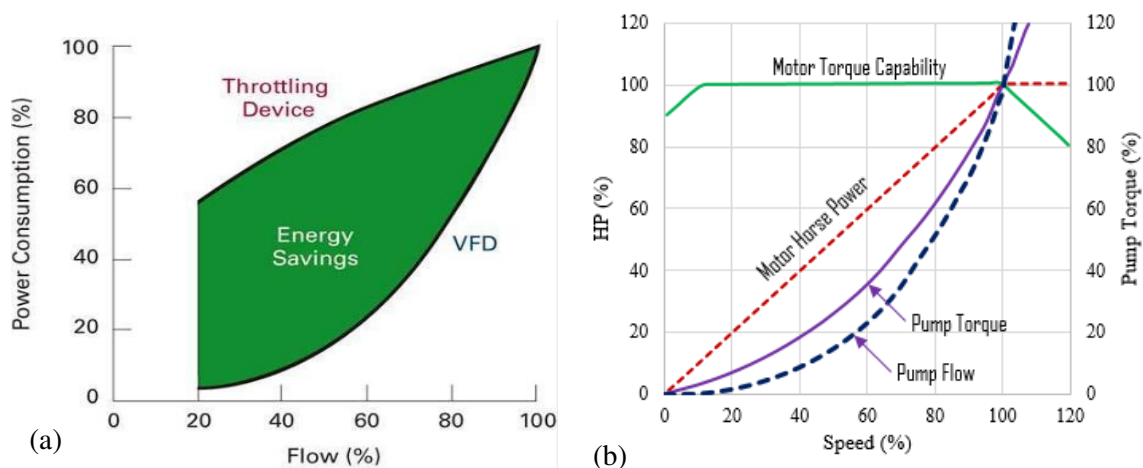 Power Consumption (%)
100
80
60
40
20
0
Throttling
Device
Energy
Savings
VFD
0
20
40
60
80
100
Flow (%)
(a)
HP (%)
120
100
80
60
40
20
0
Motor Torque Capability
Motor Horse Power
Pump Torque
Pump Flow
120
100
80
60
40
20
0
Pump Torque (%)
0
20
40
60
80
100
120
Speed (%)
(b)